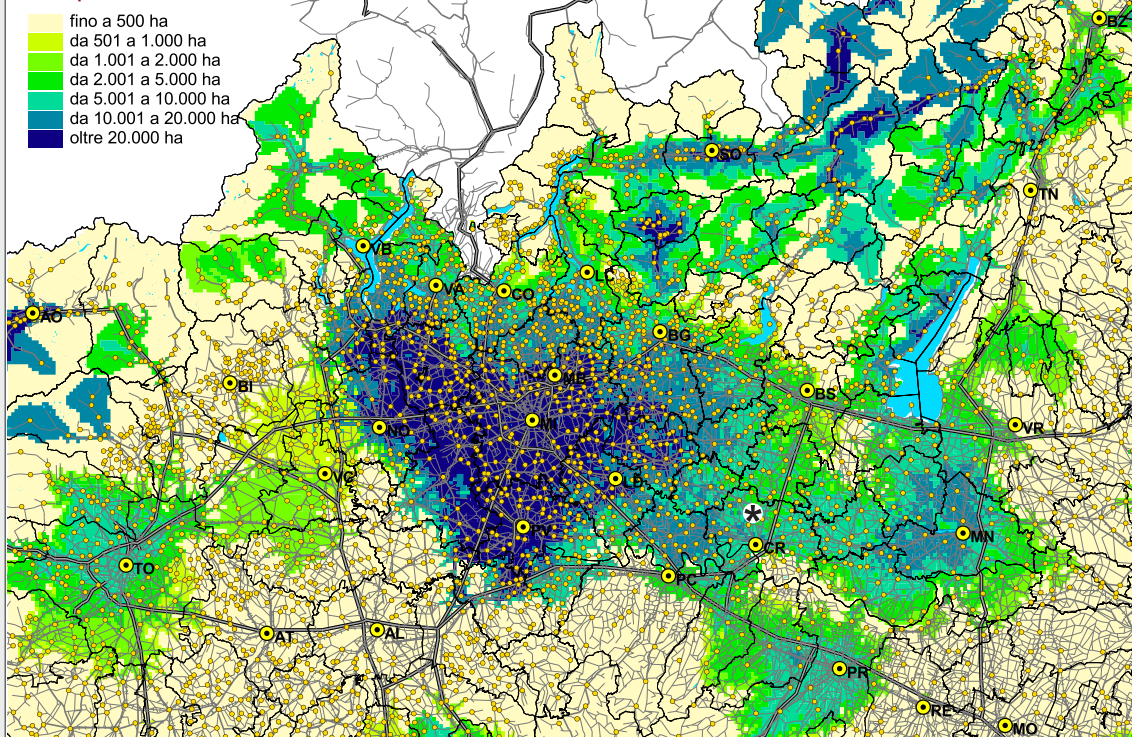 fino a 500 ha
da 501 a 1.000 ha
da 1.001 a 2.000 ha
da 2.001 a 5.000 ha
da 5.001 a 10.000 ha
da 10.001 a 20.000 ha
oltre 20.000 ha
BZ
SO
TN
VB
LC
VA
CO
AO
BG
MB
BI
BS
MI
NO
VR
VC
LO
*
PV
MN
CR
TO
PC
AT
AL
PR
RE
MO